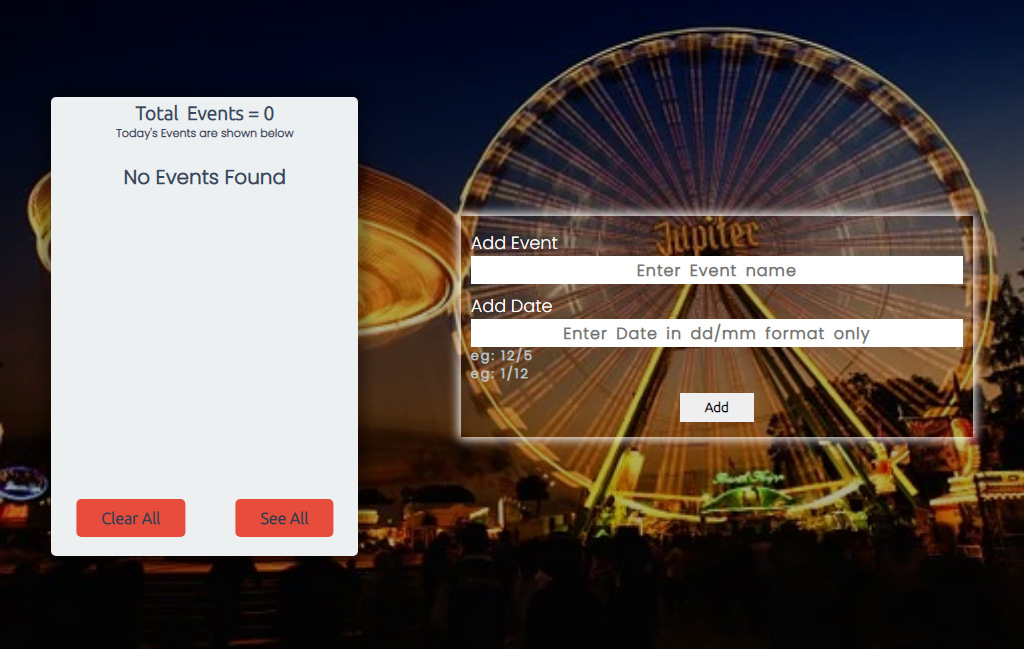 Total Events = 0
Today's Events are shown below
No Events Found
Clear All
See All
Jupiter
Add Event
Enter Event name
Add Date
Enter Date in dd/mm format only
eg: 12/5
eg: 1/12
Add